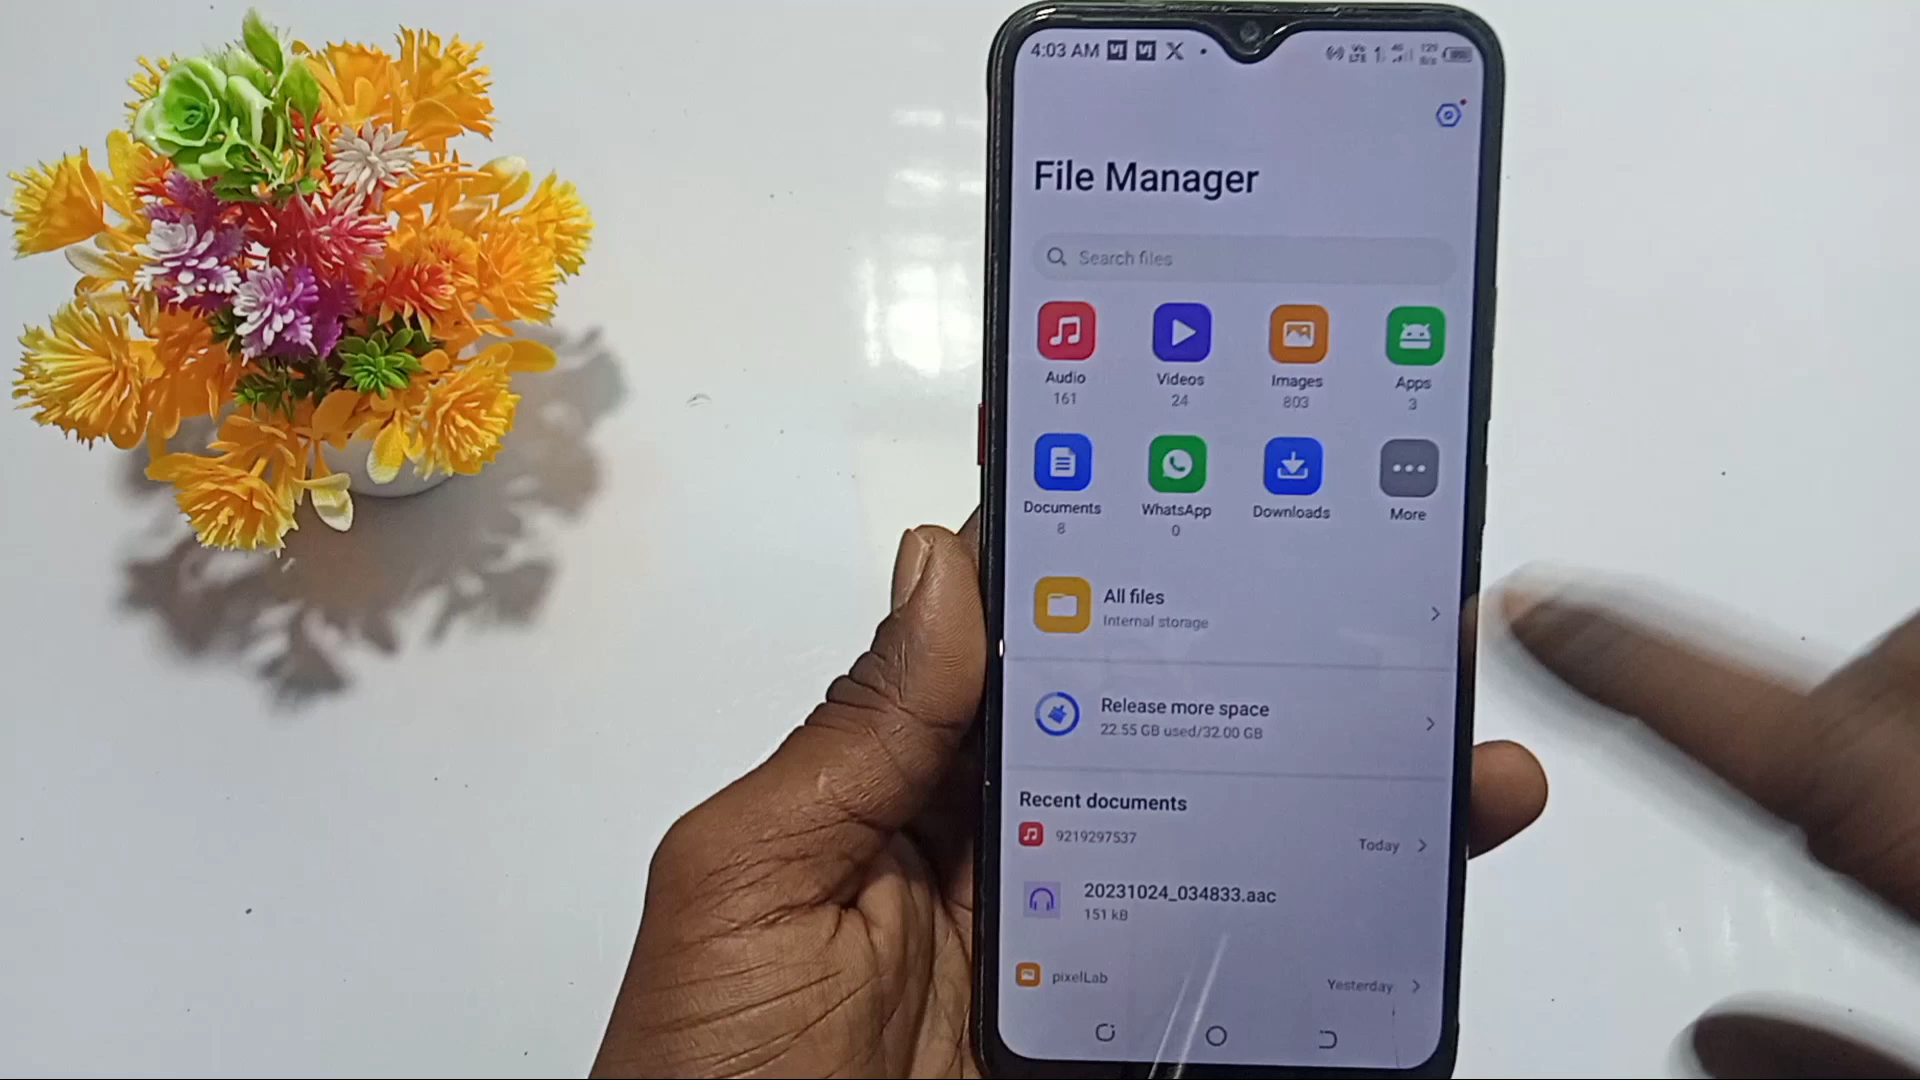 4:03 AM
File Manager
Search files
Audio Videos Images Apps
161 24 803 3
Documents WhatsApp Downloads More
8 0
All files
Internal storage
Release more space
22.55 GB used/32.00 GB
Recent documents
9219297537 Today
20231024_034833.aac
151 kB
pixelLab Yesterday